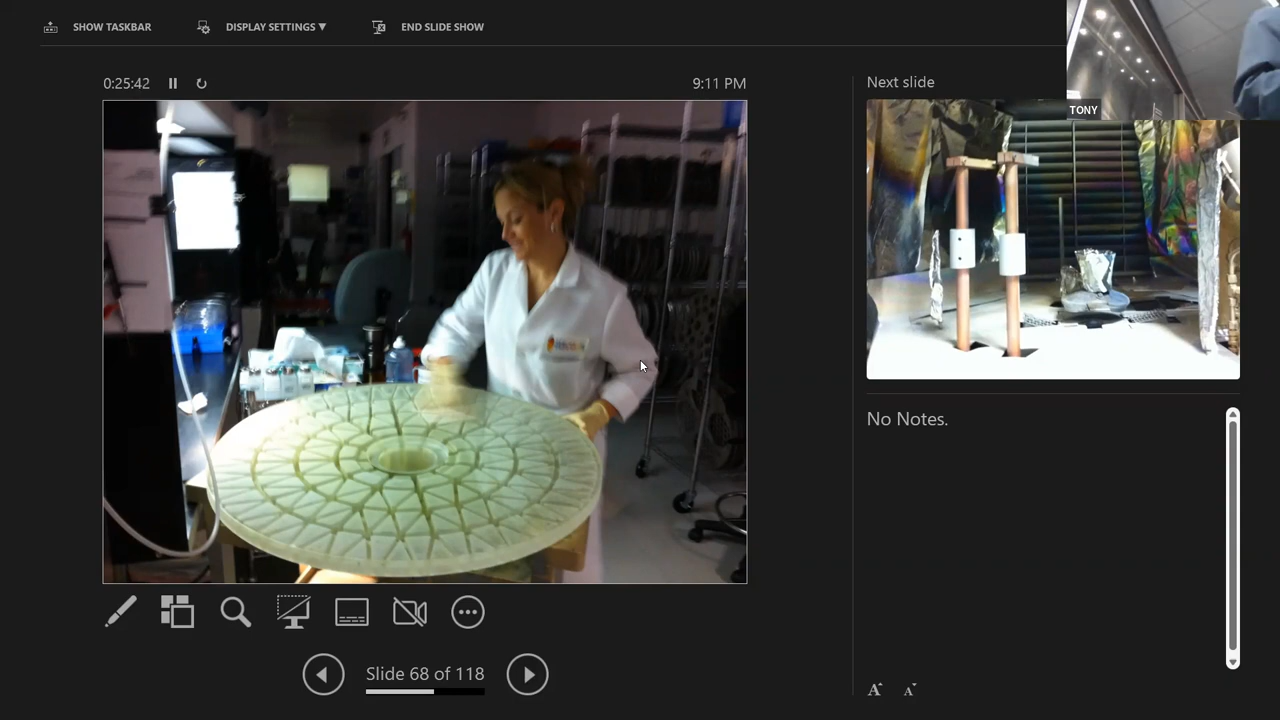 SHOW TASKBAR
DISPLAY SETTINGS ▼
END SLIDE SHOW
0:25:42
9:11 PM
Next slide
TONY
No Notes.
Slide 68 of 118
A
A